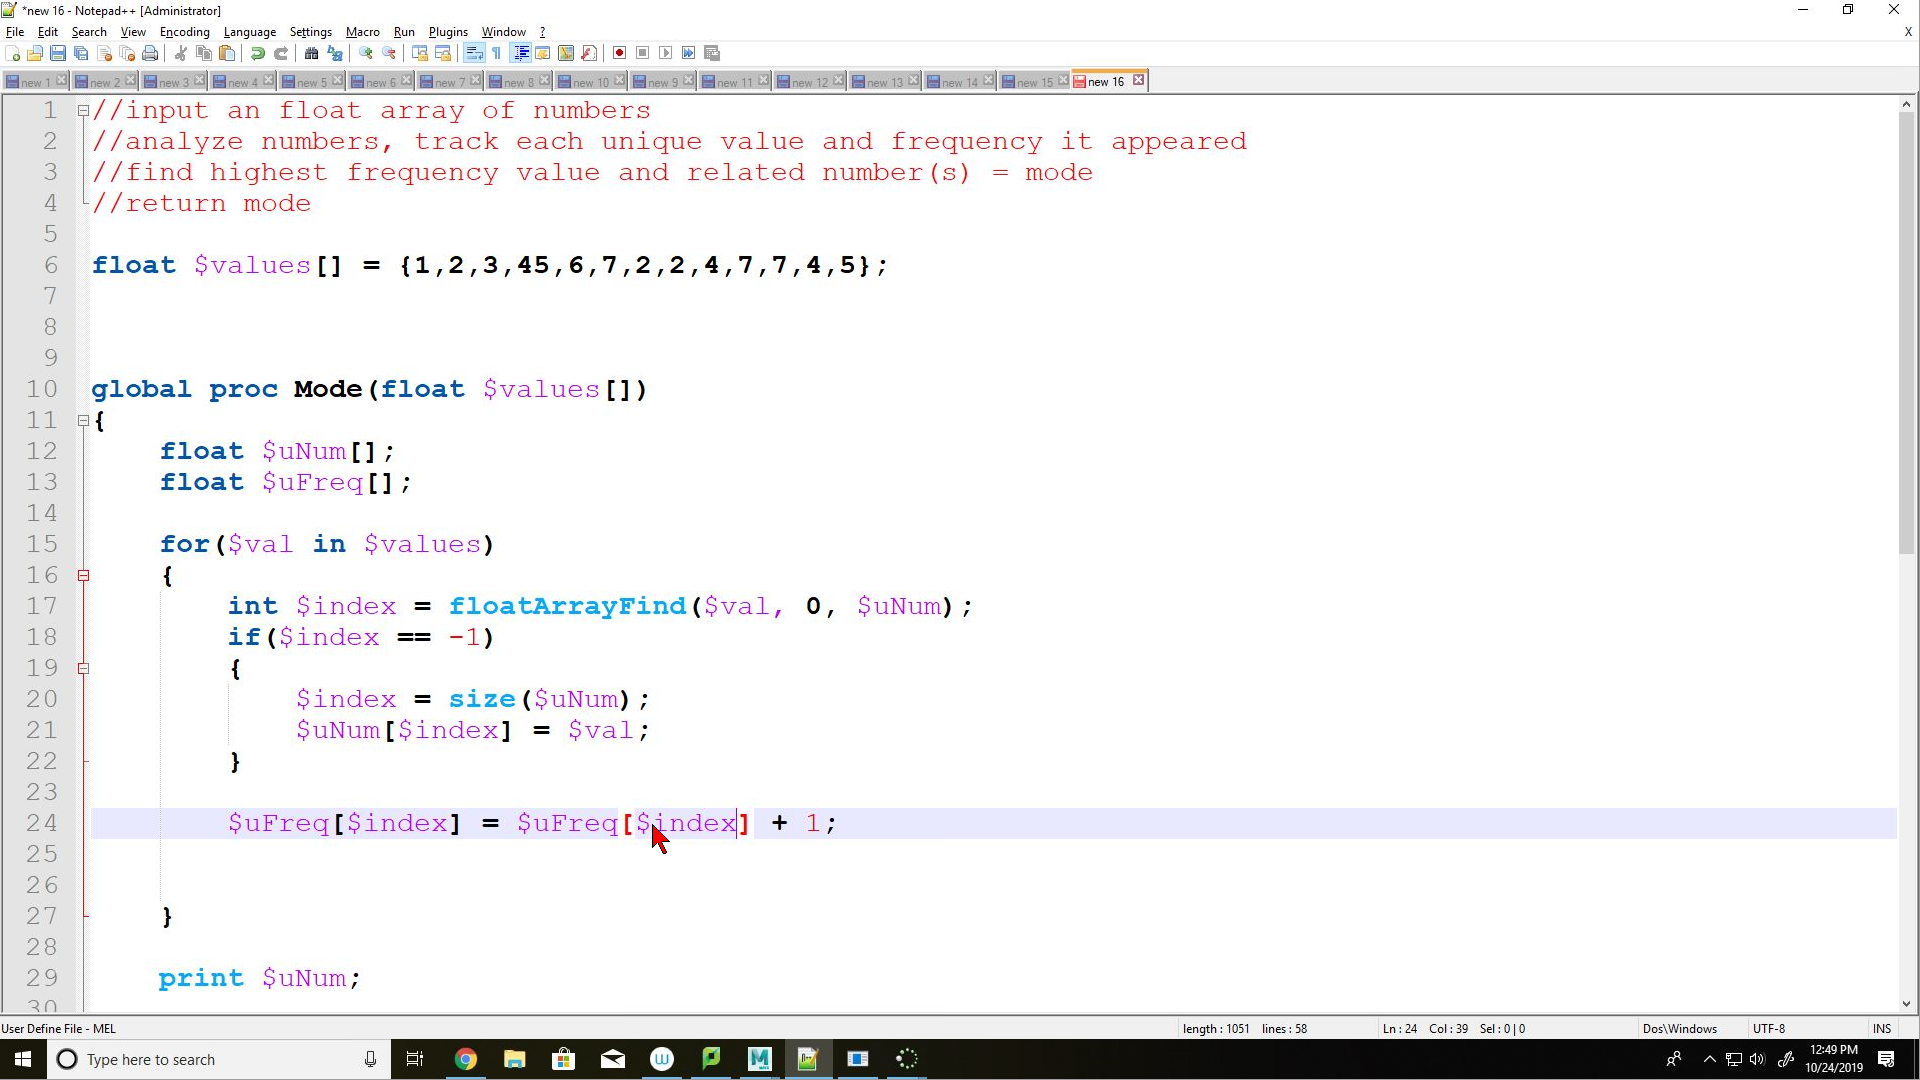 *new 16 - Notepad++ [Administrator]
File Edit Search View Encoding Language Settings Macro Run Plugins Window ? X
new 1 new 2 new 3 new 4 new 5 new 6 new 7 new 8 new 10 new 9 new 11 new 12 new 13 new 14 new 15 new 16
1 //input an float array of numbers
2 //analyze numbers, track each unique value and frequency it appeared
3 //find highest frequency value and related number(s) = mode
4 //return mode
5
6 float $values[] = {1,2,3,45,6,7,2,2,4,7,7,4,5};
7
8
9
10 global proc Mode(float $values[])
11 {
12 float $uNum[];
13 float $uFreq[];
14
15 for($val in $values)
16 {
17 int $index = floatArrayFind($val, 0, $uNum);
18 if($index == -1)
19 {
20 $index = size($uNum);
21 $uNum[$index] = $val;
22 }
23
24 $uFreq[$index] = $uFreq[$index] + 1;
25
26
27 }
28
29 print $uNum;
30
User Define File - MEL length : 1051 lines : 58 Ln : 24 Col : 39 Sel : 0 | 0 Dos\Windows UTF-8 INS
Type here to search
12:49 PM
10/24/2019